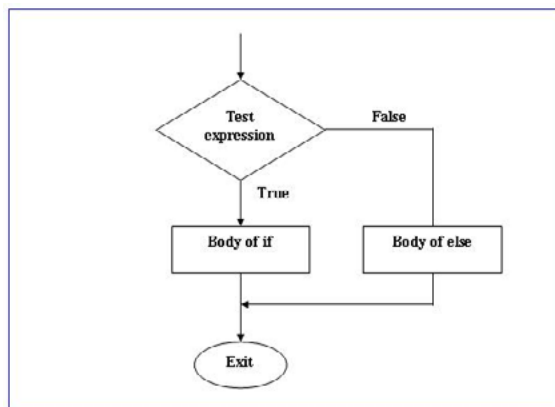 Test
expression
False
True
Body of if
Body of else
Exit